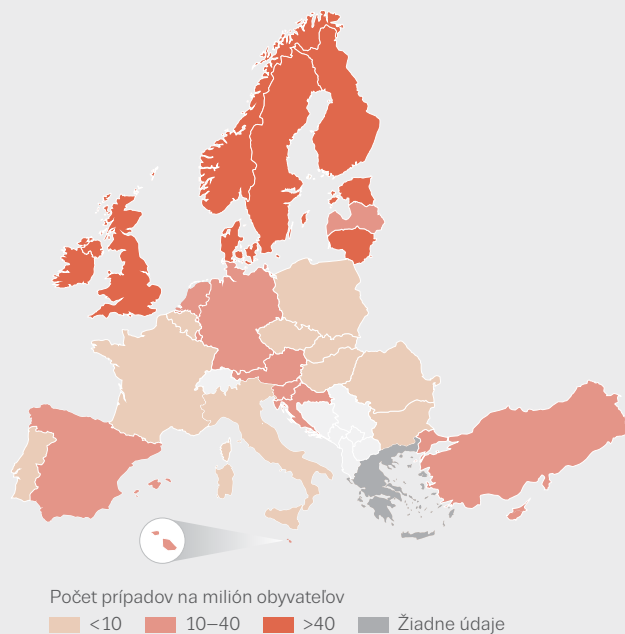 Počet prípadov na milión obyvateľov
<10 10–40 >40 Žiadne údaje